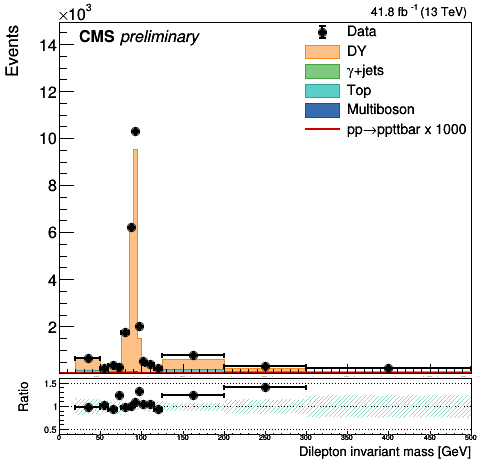 ×10³
41.8 fb⁻¹ (13 TeV)
CMS preliminary
Events
14
12
10
8
6
4
2
Data
DY
γ+jets
Top
Multiboson
pp→ppttbar x 1000
Ratio
1.5
1
0.5
0 50 100 150 200 250 300 350 400 450 500
Dilepton invariant mass [GeV]